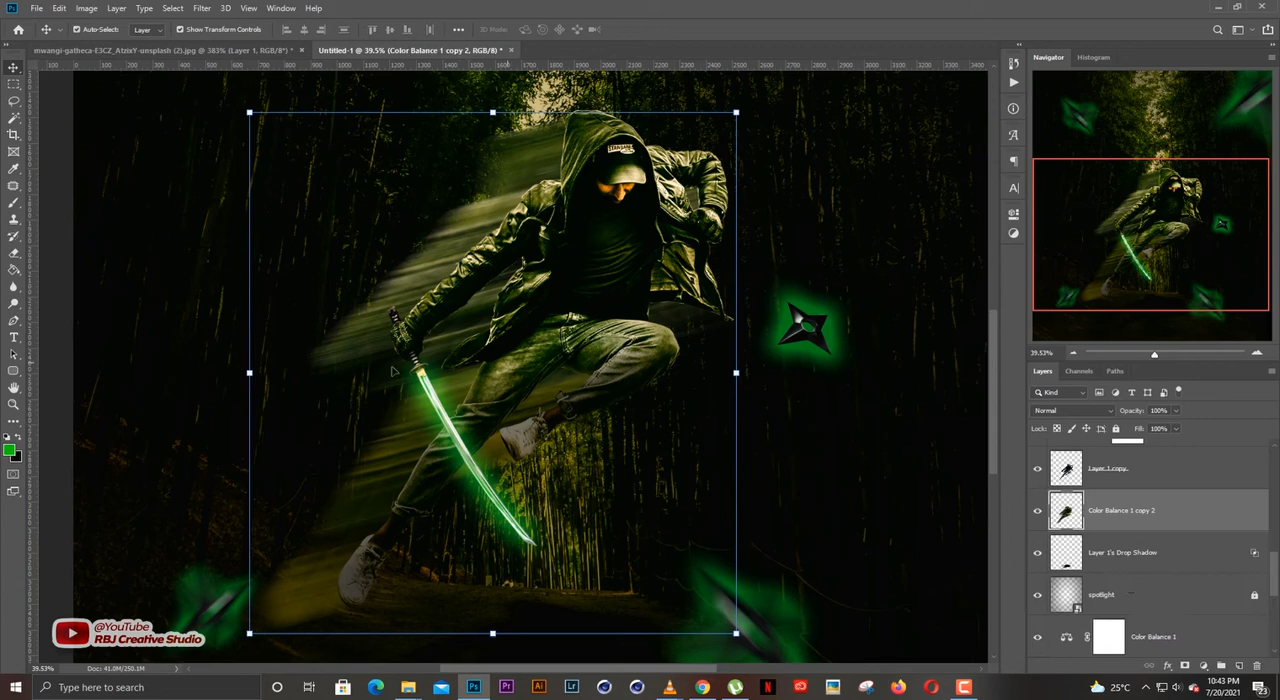 Ps File Edit Image Layer Type Select Filter 3D View Window Help
Auto-Select: Layer Show Transform Controls 3D Mode:
mwangi-gatheca-E3CZ_AtzixY-unsplash (2).jpg @ 383% (Layer 1, RGB/8*) * × Untitled-1 @ 39.5% (Color Balance 1 copy 2, RGB/8) * ×
Navigator Histogram
39.53%
Layers Channels Paths
Kind
Normal Opacity: 100%
Lock: Fill: 100%
Layer 1 copy
Color Balance 1 copy 2
Layer 1's Drop Shadow
spotlight
Color Balance 1
@YouTube
RBJ Creative Studio
39.53% Doc: 41.0M/250.1M
Type here to search
25°C
10:43 PM
7/20/2021
23